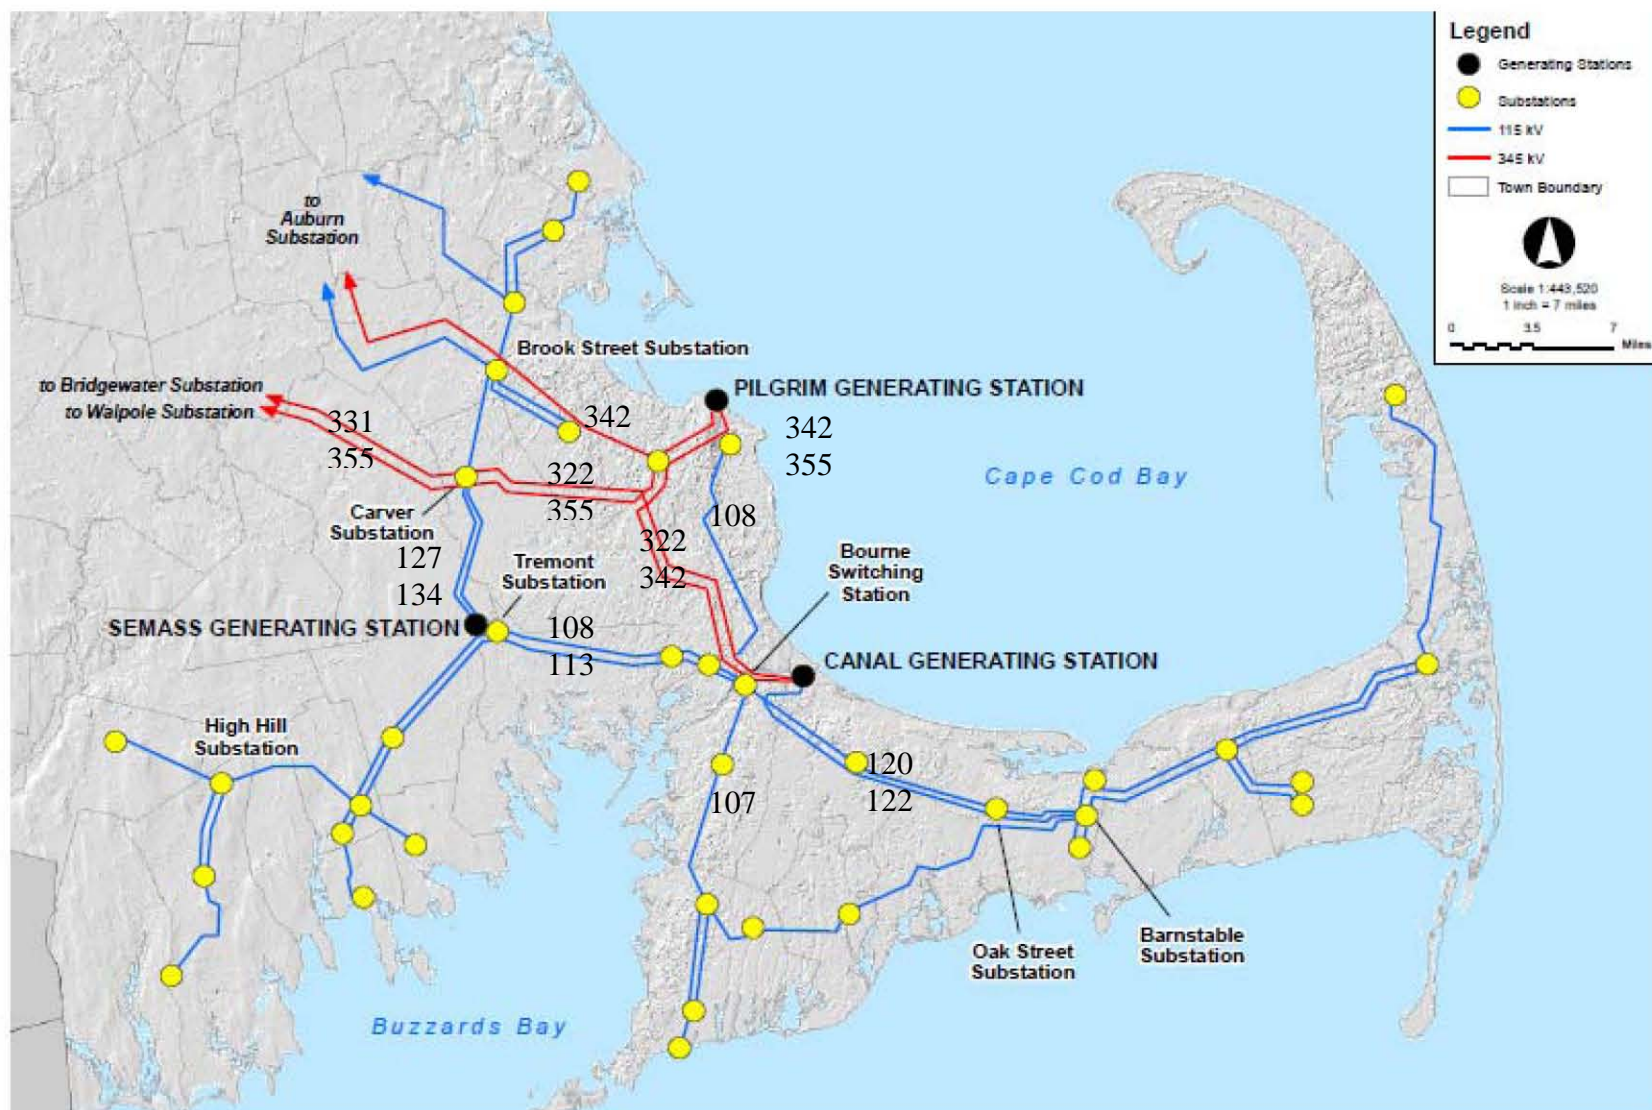 Legend
Generating Stations
Substations
115 kV
345 kV
Town Boundary
Scale 1:443,520
1 inch = 7 miles
0 3.5 7
Miles
to
Auburn
Substation
Brook Street Substation
to Bridgewater Substation
to Walpole Substation
PILGRIM GENERATING STATION
331
355
342
342
355
322
355
Cape Cod Bay
Carver
Substation
108
322
342
127
134
Tremont
Substation
Bourne
Switching
Station
SEMASS GENERATING STATION
108
113
CANAL GENERATING STATION
High Hill
Substation
120
122
107
Oak Street
Substation
Barnstable
Substation
Buzzards Bay